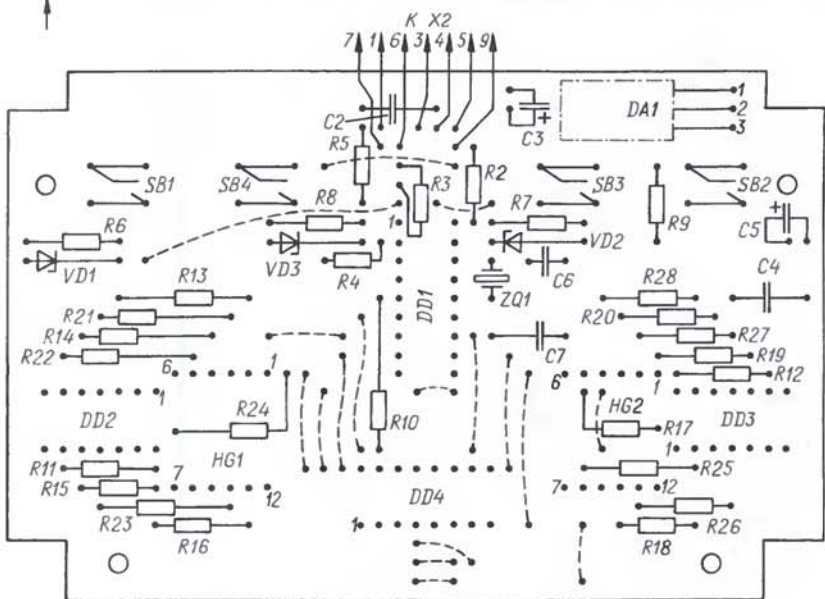 К X2
7 1 6 3 4 5 9
C2
C3
+
DA1
1
2
3
R5
R3
R2
SB1
SB4
SB3
SB2
R9
+
C5
R6
R8
1
R7
VD1
VD3
VD2
R4
C6
ZQ1
C4
R13
R21
R14
R22
DD1
R28
R20
R27
R19
R12
C7
6
1
6
1
1
DD2
R24
R10
HG2
R17
DD3
HG1
R11
R15
R23
R16
7
12
DD4
1
1
R25
7
12
R26
R18